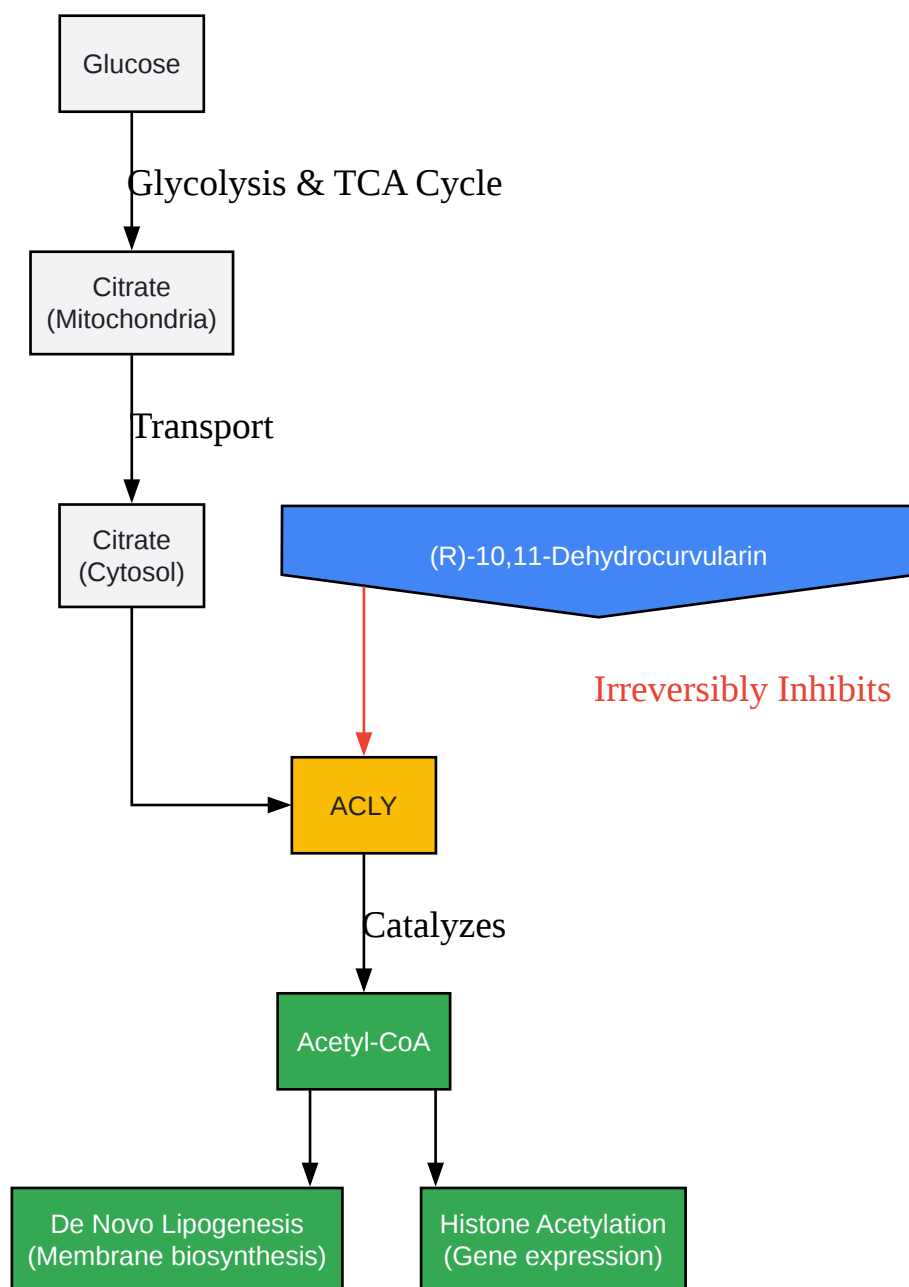 Glucose
Glycolysis & TCA Cycle
Citrate
(Mitochondria)
Transport
Citrate
(Cytosol)
(R)-10,11-Dehydrocurvularin
Irreversibly Inhibits
ACLY
Catalyzes
Acetyl-CoA
De Novo Lipogenesis
(Membrane biosynthesis)
Histone Acetylation
(Gene expression)